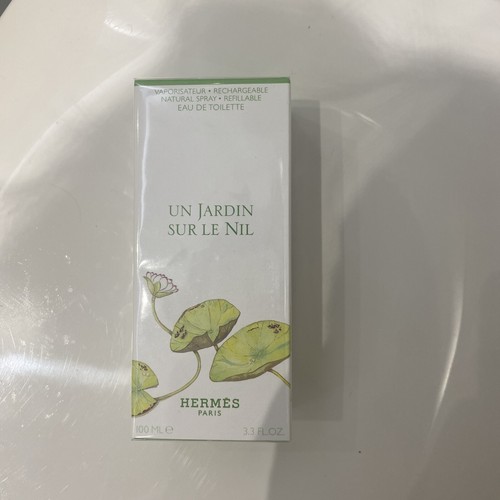 VAPORISATEUR • RECHARGEABLE
NATURAL SPRAY • REFILLABLE
EAU DE TOILETTE
UN JARDIN
SUR LE NIL
HERMÈS
PARIS
100 ML ℮ 3.3 FL.OZ.